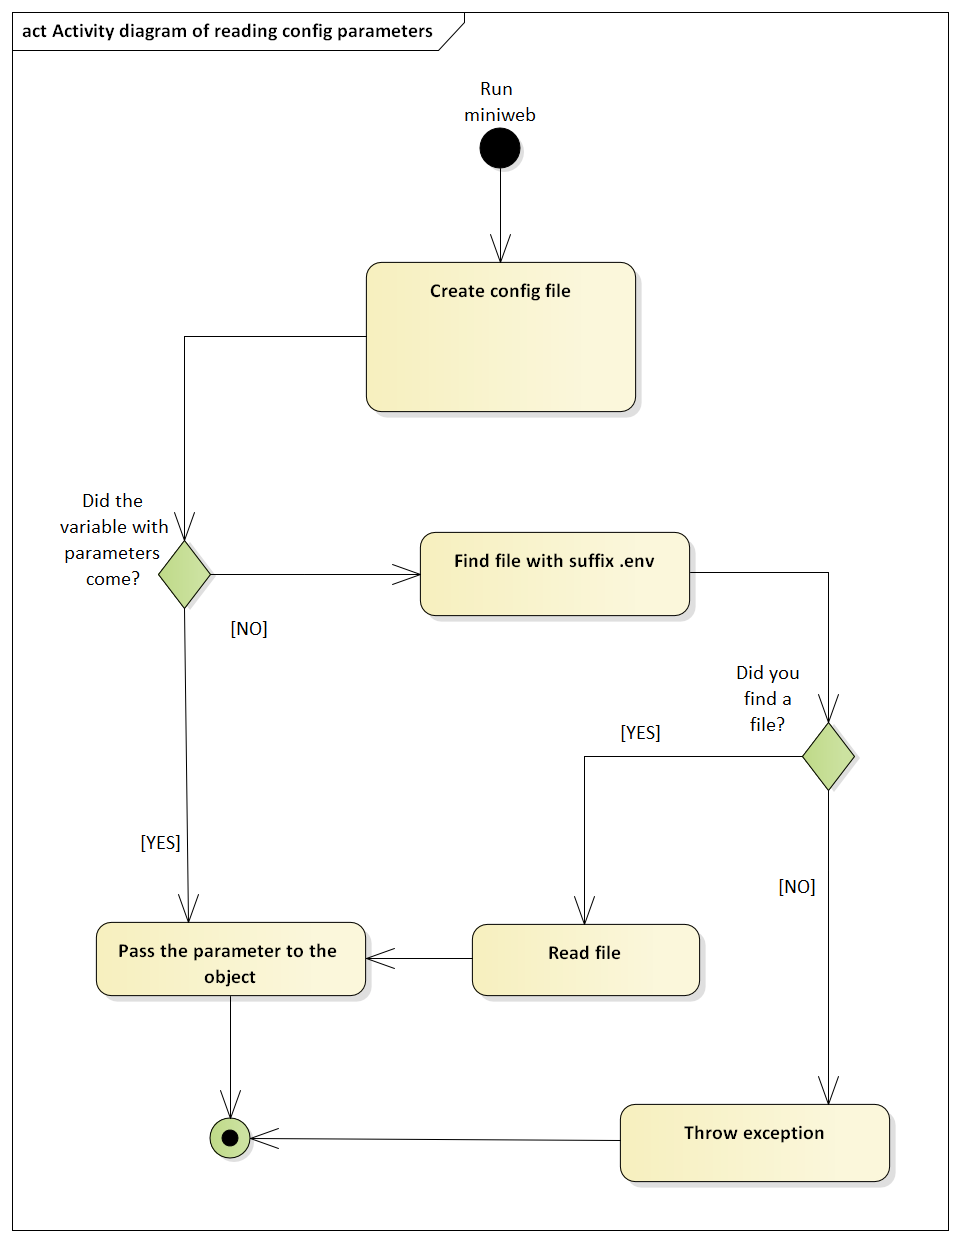 act Activity diagram of reading config parameters
Run
miniweb
Create config file
Did the
variable with
parameters
come?
Find file with suffix .env
[NO]
Did you
find a
file?
[YES]
[YES]
[NO]
Pass the parameter to the
object
Read file
Throw exception